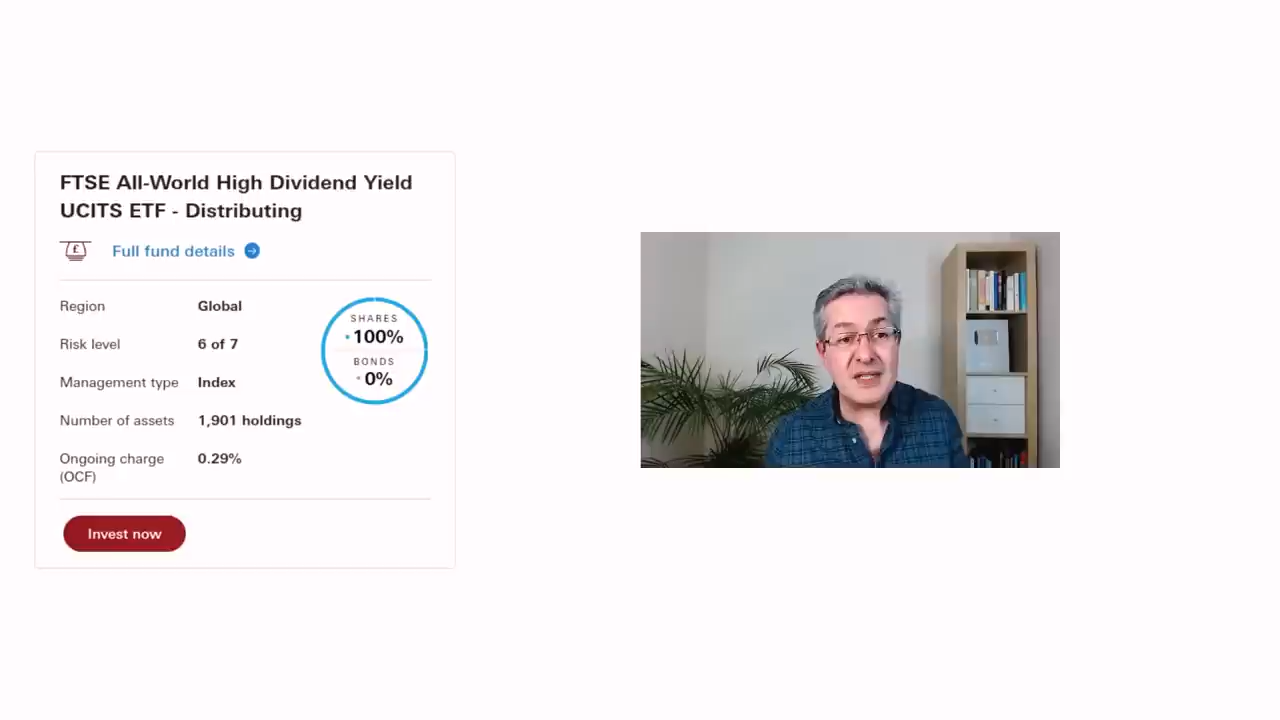 FTSE All-World High Dividend Yield
UCITS ETF - Distributing
£
Full fund details
Region Global
Risk level 6 of 7
Management type Index
Number of assets 1,901 holdings
Ongoing charge 0.29%
(OCF)
SHARES
100%
BONDS
0%
Invest now